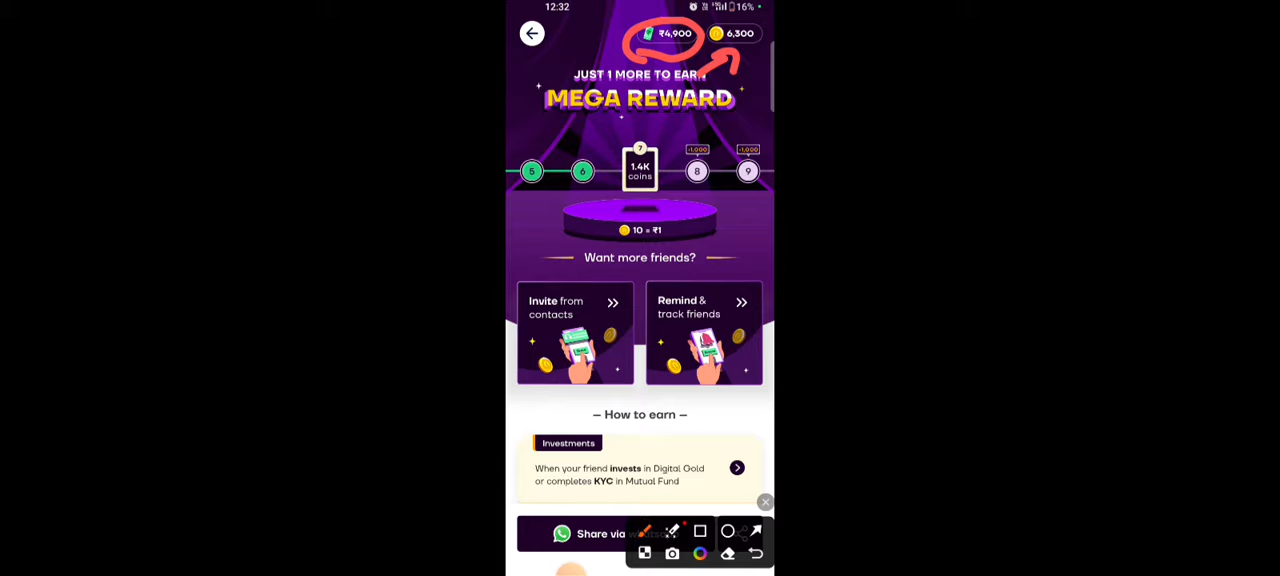 12:32
16%
₹4,900
6,300
JUST 1 MORE TO EARN
MEGA REWARD
7
+1,000
+1,000
5
6
1.4K
coins
8
9
10 = ₹1
Want more friends?
Invite from
contacts
Remind &
track friends
– How to earn –
Investments
When your friend invests in Digital Gold
or completes KYC in Mutual Fund
Share via